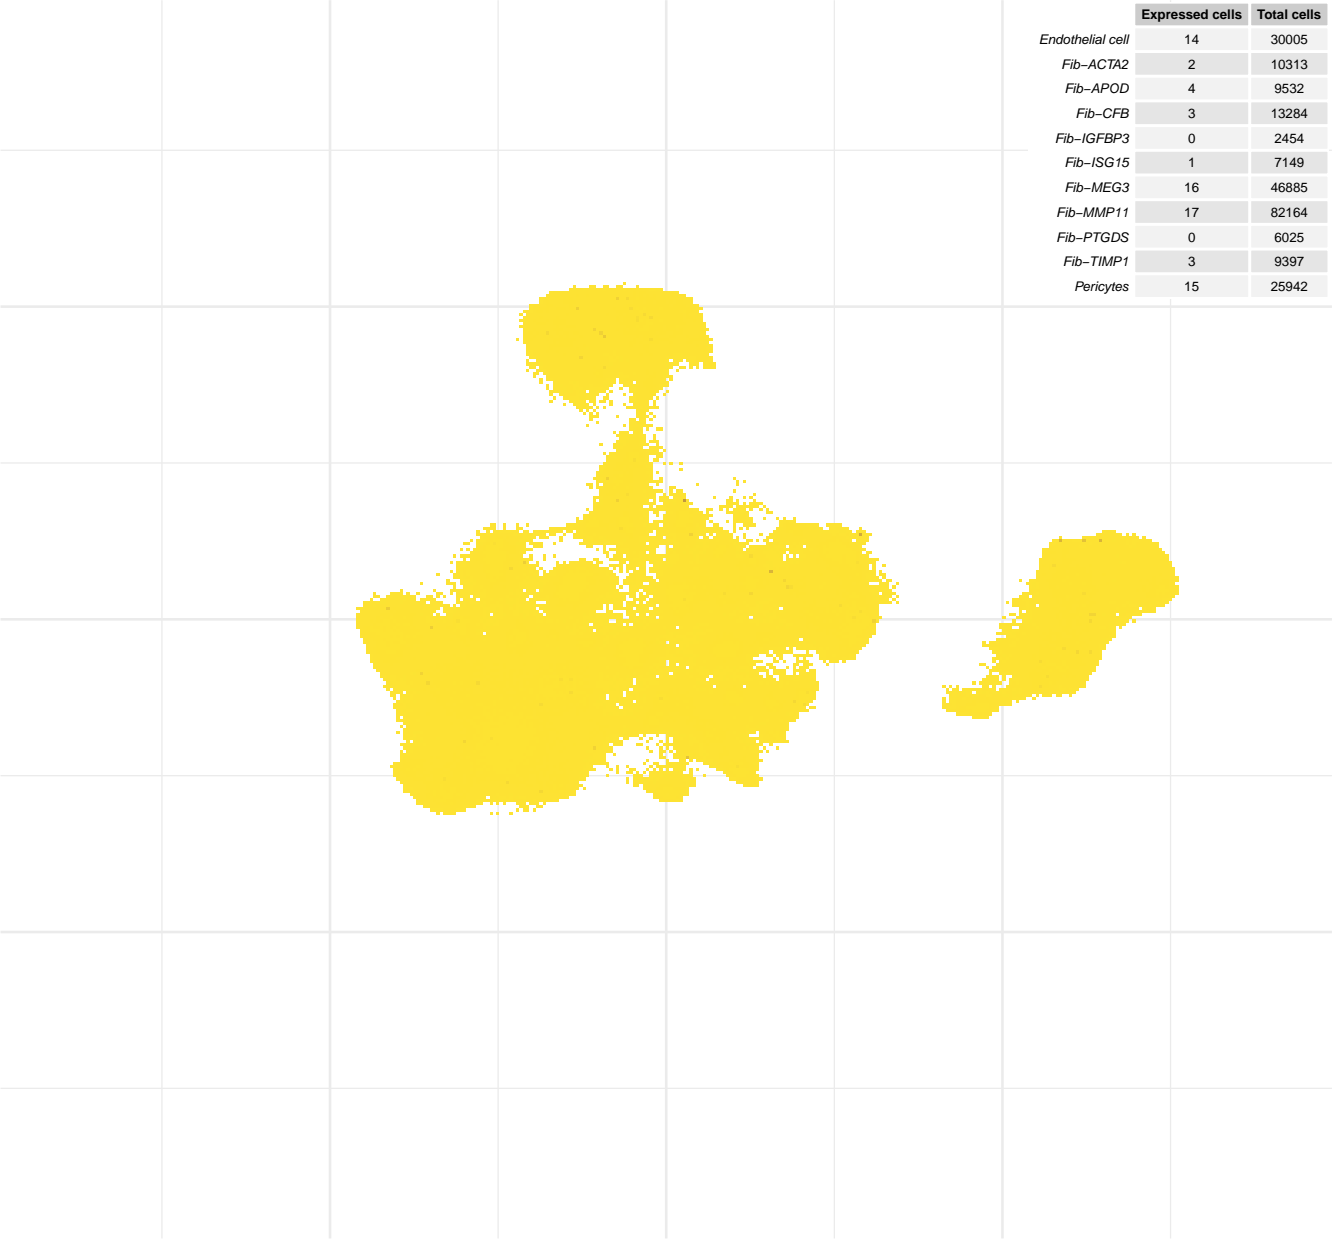 Expressed cells Total cells
Endothelial cell 14 30005
Fib−ACTA2 2 10313
Fib−APOD 4 9532
Fib−CFB 3 13284
Fib−IGFBP3 0 2454
Fib−ISG15 1 7149
Fib−MEG3 16 46885
Fib−MMP11 17 82164
Fib−PTGDS 0 6025
Fib−TIMP1 3 9397
Pericytes 15 25942